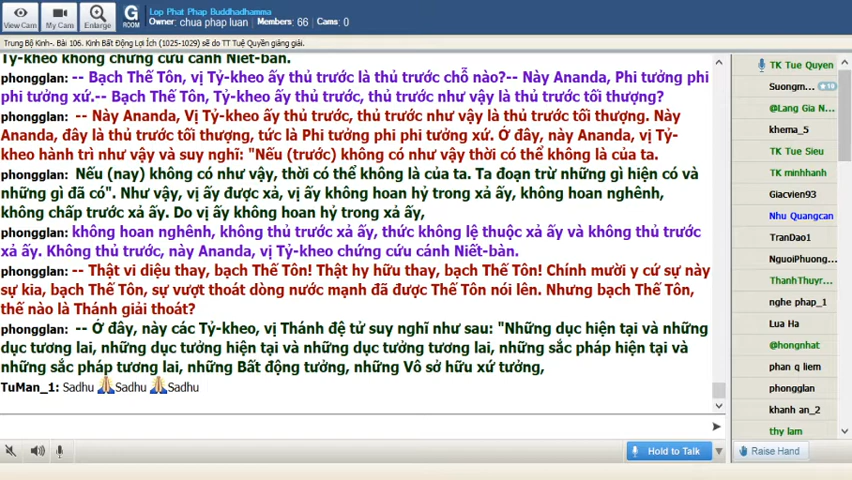 Lop Phat Phap Buddhadhamma
Owner: chua phap luan Members: 66 Cams: 0
View Cam
My Cam
Enlarge
G
ROOM
Trung Bộ Kinh-. Bài 106. Kinh Bất Động Lợi Ích (1025-1029) sẽ do TT Tuệ Quyền giảng giải.
Tỷ-kheo không chứng cứu cánh Niết-bàn.
phongglan: -- Bạch Thế Tôn, vị Tỷ-kheo ấy thủ trước là thủ trước chỗ nào?-- Này Ananda, Phi tưởng phi
phi tưởng xứ.-- Bạch Thế Tôn, Tỷ-kheo ấy thủ trước, thủ trước như vậy là thủ trước tối thượng?
phongglan: -- Này Ananda, Vị Tỷ-kheo ấy thủ trước, thủ trước như vậy là thủ trước tối thượng. Này
Ananda, đây là thủ trước tối thượng, tức là Phi tưởng phi phi tưởng xứ. Ở đây, này Ananda, vị Tỷ-
kheo hành trì như vậy và suy nghĩ: "Nếu (trước) không có như vậy thời có thể không là của ta.
phongglan: Nếu (nay) không có như vậy, thời có thể không là của ta. Ta đoạn trừ những gì hiện có và
những gì đã có". Như vậy, vị ấy được xả, vị ấy không hoan hỷ trong xả ấy, không hoan nghênh,
không chấp trước xả ấy. Do vị ấy không hoan hỷ trong xả ấy,
phongglan: không hoan nghênh, không thủ trước xả ấy, thức không lệ thuộc xả ấy và không thủ trước
xả ấy. Không thủ trước, này Ananda, vị Tỷ-kheo chứng cứu cánh Niết-bàn.
phongglan: -- Thật vi diệu thay, bạch Thế Tôn! Thật hy hữu thay, bạch Thế Tôn! Chính mười y cứ sự này
sự kia, bạch Thế Tôn, sự vượt thoát dòng nước mạnh đã được Thế Tôn nói lên. Nhưng bạch Thế Tôn,
thế nào là Thánh giải thoát?
phongglan: -- Ở đây, này các Tỷ-kheo, vị Thánh đệ tử suy nghĩ như sau: "Những dục hiện tại và những
dục tương lai, những dục tưởng hiện tại và những dục tưởng tương lai, những sắc pháp hiện tại và
những sắc pháp tương lai, những Bất động tưởng, những Vô sở hữu xứ tưởng,
TuMan_1: Sadhu Sadhu Sadhu
TK Tue Quyen
Suongm...
@Lang Gia N...
khema_5
TK Tue Sieu
TK minhhanh
Giacvien93
Nhu Quangcan
TranDao1
NguoiPhuong...
ThanhThuyr...
nghe phap_1
Lua Ha
@hongnhat
phan q liem
phongglan
khanh an_2
thy lam
Hold to Talk
Raise Hand